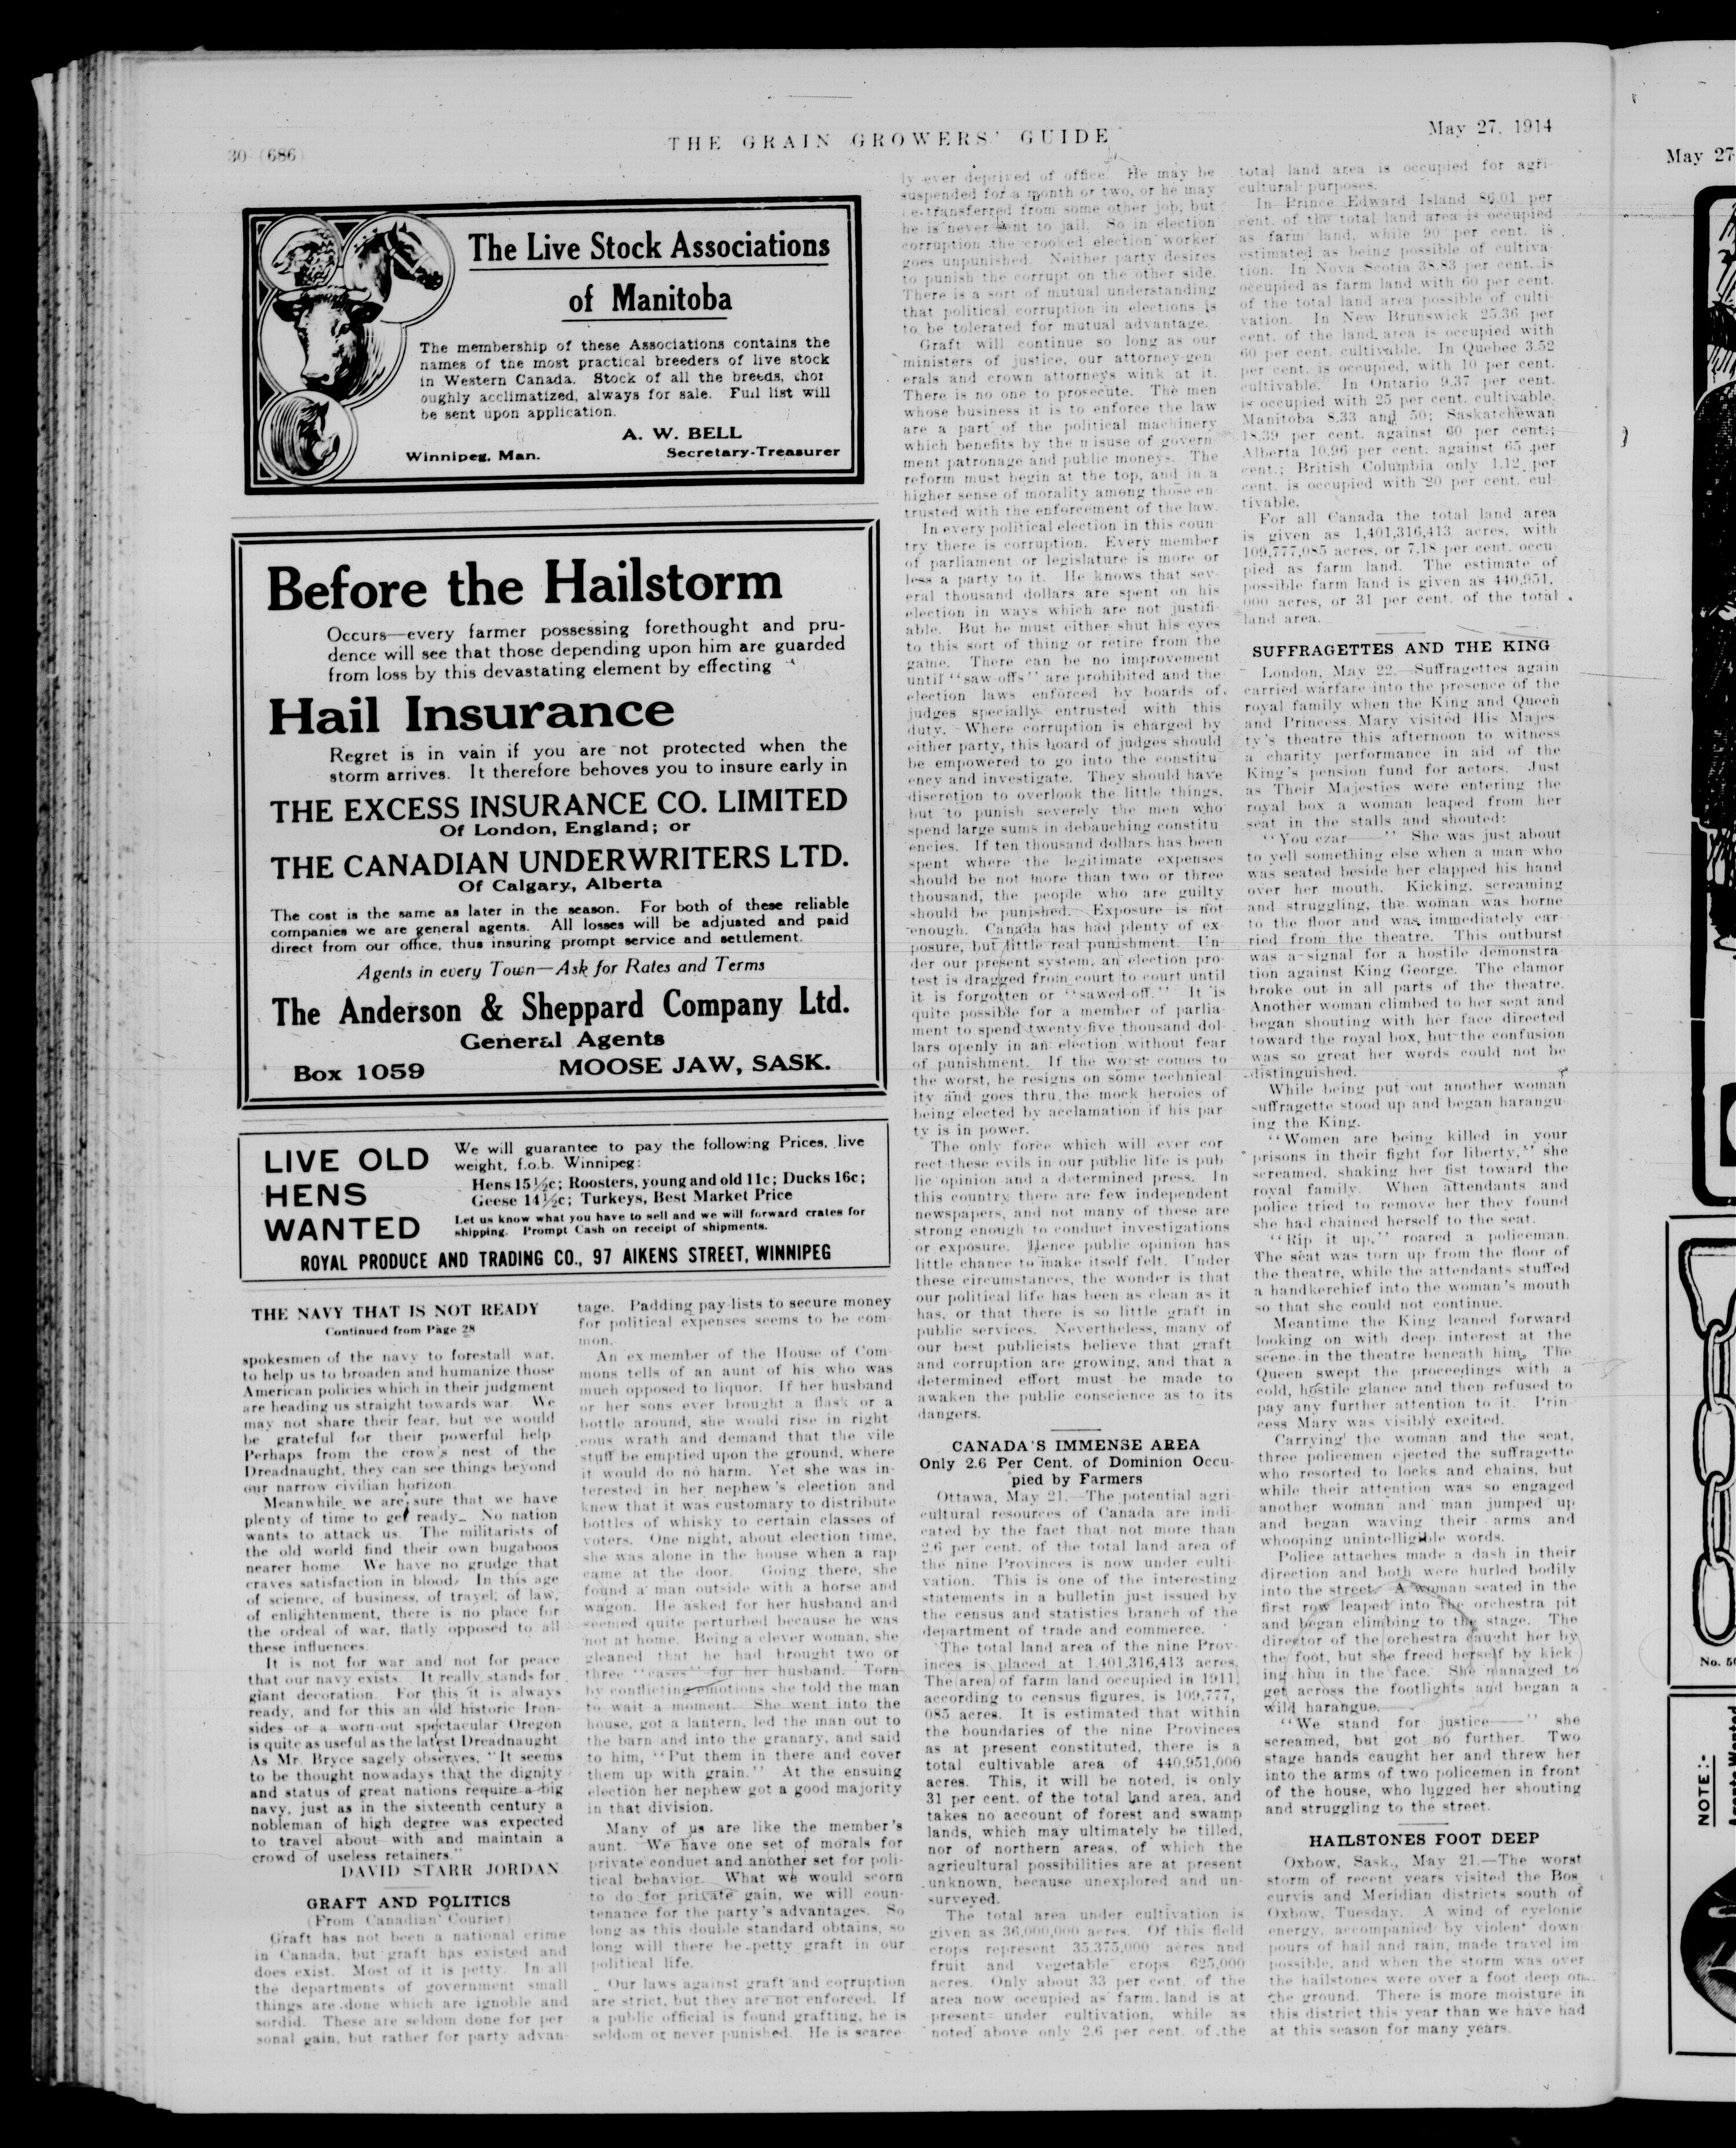 30 (686)
THE GRAIN GROWERS' GUIDE
May 27, 1914
The Live Stock Associations
of Manitoba
The membership of these Associations contains the
names of the most practical breeders of live stock
in Western Canada. Stock of all the breeds, thor
oughly acclimatized, always for sale. Full list will
be sent upon application.
A. W. BELL
Winnipeg, Man.
Secretary-Treasurer
Before the Hailstorm
Occurs—every farmer possessing forethought and pru-
dence will see that those depending upon him are guarded
from loss by this devastating element by effecting
Hail Insurance
Regret is in vain if you are not protected when the
storm arrives. It therefore behoves you to insure early in
THE EXCESS INSURANCE CO. LIMITED
Of London, England; or
THE CANADIAN UNDERWRITERS LTD.
Of Calgary, Alberta
The cost is the same as later in the season. For both of these reliable
companies we are general agents. All losses will be adjusted and paid
direct from our office, thus insuring prompt service and settlement.
Agents in every Town—Ask for Rates and Terms
The Anderson & Sheppard Company Ltd.
General Agents
Box 1059
MOOSE JAW, SASK.
LIVE OLD
HENS
WANTED
We will guarantee to pay the following Prices, live
weight, f.o.b. Winnipeg:
Hens 15½c; Roosters, young and old 11c; Ducks 16c;
Geese 14½c; Turkeys, Best Market Price
Let us know what you have to sell and we will forward crates for
shipping. Prompt Cash on receipt of shipments.
ROYAL PRODUCE AND TRADING CO., 97 AIKENS STREET, WINNIPEG
THE NAVY THAT IS NOT READY
Continued from Page 28
spokesmen of the navy to forestall war,
to help us to broaden and humanize those
American policies which in their judgment
are heading us straight towards war. We
may not share their fear, but we would
be grateful for their powerful help.
Perhaps from the crow's nest of the
Dreadnaught, they can see things beyond
our narrow civilian horizon.
Meanwhile we are sure that we have
plenty of time to get ready. No nation
wants to attack us. The militarists of
the old world find their own bugaboos
nearer home. We have no grudge that
craves satisfaction in blood. In this age
of science, of business, of travel, of law,
of enlightenment, there is no place for
the ordeal of war, flatly opposed to all
these influences.
It is not for war and not for peace
that our navy exists. It really stands for
giant decoration. For this it is always
ready, and for this an old historic Iron-
sides or a worn-out spectacular Oregon
is quite as useful as the latest Dreadnaught.
As Mr. Bryce sagely observes, "It seems
to be thought nowadays that the dignity
and status of great nations require a big
navy, just as in the sixteenth century a
nobleman of high degree was expected
to travel about with and maintain a
crowd of useless retainers."
DAVID STARR JORDAN
GRAFT AND POLITICS
(From Canadian Courier)
Graft has not been a national crime
in Canada, but graft has existed and
does exist. Most of it is petty. In all
the departments of government small
things are done which are ignoble and
sordid. These are seldom done for per
sonal gain, but rather for party advan
tage. Padding pay lists to secure money
for political expenses seems to be com
mon.
An ex member of the House of Com
mons tells of an aunt of his who was
much opposed to liquor. If her husband
or her sons ever brought a flask or a
bottle around, she would rise in right
eous wrath and demand that the vile
stuff be emptied upon the ground, where
it would do no harm. Yet she was in-
terested in her nephew's election and
knew that it was customary to distribute
bottles of whisky to certain classes of
voters. One night, about election time,
she was alone in the house when a rap
came at the door. Going there, she
found a man outside with a horse and
wagon. He asked for her husband and
seemed quite perturbed because he was
not at home. Being a clever woman, she
gleaned that he had brought two or
three "cases" for her husband. Torn
by conflicting emotions she told the man
to wait a moment. She went into the
house, got a lantern, led the man out to
the barn and into the granary, and said
to him, "Put them in there and cover
them up with grain." At the ensuing
election her nephew got a good majority
in that division.
Many of us are like the member's
aunt. We have one set of morals for
private conduct and another set for poli-
tical behavior. What we would scorn
to do for private gain, we will coun-
tenance for the party's advantages. So
long as this double standard obtains, so
long will there be petty graft in our
political life.
Our laws against graft and corruption
are strict, but they are not enforced. If
a public official is found grafting, he is
seldom or never punished. He is scarce
ly ever deprived of office. He may be
suspended for a month or two, or he may
be transferred from some other job, but
he is never sent to jail. So in election
corruption the crooked election worker
goes unpunished. Neither party desires
to punish the corrupt on the other side.
There is a sort of mutual understanding
that political corruption in elections is
to be tolerated for mutual advantage.
Graft will continue so long as our
ministers of justice, our attorney-gen
erals and crown attorneys wink at it.
There is no one to prosecute. The men
whose business it is to enforce the law
are a part of the political machinery
which benefits by the misuse of govern
ment patronage and public moneys. The
reform must begin at the top, and in a
higher sense of morality among those en
trusted with the enforcement of the law.
In every political election in this coun
try there is corruption. Every member
of parliament or legislature is more or
less a party to it. He knows that sev
eral thousand dollars are spent on his
election in ways which are not justifi
able. But he must either shut his eyes
to this sort of thing or retire from the
game. There can be no improvement
until "saw-offs" are prohibited and the
election laws enforced by boards of
judges specially entrusted with this
duty. Where corruption is charged by
either party, this board of judges should
be empowered to go into the constitu
ency and investigate. They should have
discretion to overlook the little things,
but to punish severely the men who
spend large sums in debauching constitu
encies. If ten thousand dollars has been
spent where the legitimate expenses
should be not more than two or three
thousand, the people who are guilty
should be punished. Exposure is not
enough. Canada has had plenty of ex
posure, but little real punishment. Un-
der our present system, an election pro-
test is dragged from court to court until
it is forgotten or "sawed-off." It is
quite possible for a member of parlia
ment to spend twenty-five thousand dol
lars openly in an election without fear
of punishment. If the worst comes to
the worst, he resigns on some technical
ity and goes thru the mock heroics of
being elected by acclamation if his par
ty is in power.
The only force which will ever cor
rect these evils in our public life is pub
lic opinion and a determined press. In
this country there are few independent
newspapers, and not many of these are
strong enough to conduct investigations
or exposure. Hence public opinion has
little chance to make itself felt. Under
these circumstances, the wonder is that
our political life has been as clean as it
has, or that there is so little graft in
public services. Nevertheless, many of
our best publicists believe that graft
and corruption are growing, and that a
determined effort must be made to
awaken the public conscience as to its
dangers.
CANADA'S IMMENSE AREA
Only 2.6 Per Cent. of Dominion Occu-
pied by Farmers
Ottawa, May 21.—The potential agri
cultural resources of Canada are indi
cated by the fact that not more than
2.6 per cent. of the total land area of
the nine Provinces is now under culti
vation. This is one of the interesting
statements in a bulletin just issued by
the census and statistics branch of the
department of trade and commerce.
The total land area of the nine Prov-
inces is placed at 1,401,316,413 acres.
The area of farm land occupied in 1911,
according to census figures, is 109,777,
085 acres. It is estimated that within
the boundaries of the nine Provinces
as at present constituted, there is a
total cultivable area of 440,951,000
acres. This, it will be noted, is only
31 per cent. of the total land area, and
takes no account of forest and swamp
lands, which may ultimately be tilled,
nor of northern areas, of which the
agricultural possibilities are at present
unknown, because unexplored and un-
surveyed.
The total area under cultivation is
given as 36,000,000 acres. Of this field
crops represent 35,375,000 acres and
fruit and vegetable crops 625,000
acres. Only about 33 per cent. of the
area now occupied as farm land is at
present under cultivation, while as
noted above only 2.6 per cent. of the
total land area is occupied for agri
cultural purposes.
In Prince Edward Island 86.01 per
cent. of the total land area is occupied
as farm land, while 90 per cent. is
estimated as being possible of cultiva
tion. In Nova Scotia 38.83 per cent. is
occupied as farm land with 60 per cent.
of the total land area possible of culti
vation. In New Brunswick 25.36 per
cent. of the land area is occupied with
60 per cent. cultivable. In Quebec 3.52
per cent. is occupied, with 10 per cent.
cultivable. In Ontario 9.37 per cent.
is occupied with 25 per cent. cultivable.
Manitoba 8.33 and 50; Saskatchewan
18.39 per cent. against 60 per cent.;
Alberta 10.96 per cent. against 65 per
cent.; British Columbia only 1.12 per
cent. is occupied with 20 per cent. cul-
tivable.
For all Canada the total land area
is given as 1,401,316,413 acres, with
109,777,085 acres, or 7.18 per cent. occu
pied as farm land. The estimate of
possible farm land is given as 440,951,
000 acres, or 31 per cent. of the total
land area.
SUFFRAGETTES AND THE KING
London, May 22.—Suffragettes again
carried warfare into the presence of the
royal family when the King and Queen
and Princess Mary visited His Majes
ty's theatre this afternoon to witness
a charity performance in aid of the
King's pension fund for actors. Just
as Their Majesties were entering the
royal box a woman leaped from her
seat in the stalls and shouted:
"You czar——" She was just about
to yell something else when a man who
was seated beside her clapped his hand
over her mouth. Kicking, screaming
and struggling, the woman was borne
to the floor and was immediately car-
ried from the theatre. This outburst
was a signal for a hostile demonstra
tion against King George. The clamor
broke out in all parts of the theatre.
Another woman climbed to her seat and
began shouting with her face directed
toward the royal box, but the confusion
was so great her words could not be
distinguished.
While being put out another woman
suffragette stood up and began harangu
ing the King.
"Women are being killed in your
prisons in their fight for liberty," she
screamed, shaking her fist toward the
royal family. When attendants and
police tried to remove her they found
she had chained herself to the seat.
"Rip it up," roared a policeman.
The seat was torn up from the floor of
the theatre, while the attendants stuffed
a handkerchief into the woman's mouth
so that she could not continue.
Meantime the King leaned forward
looking on with deep interest at the
scene in the theatre beneath him. The
Queen swept the proceedings with a
cold, hostile glance and then refused to
pay any further attention to it. Prin
cess Mary was visibly excited.
Carrying the woman and the seat,
three policemen ejected the suffragette
who resorted to locks and chains, but
while their attention was so engaged
another woman and man jumped up
and began waving their arms and
whooping unintelligible words.
Police attaches made a dash in their
direction and both were hurled bodily
into the street. A woman seated in the
first row leaped into the orchestra pit
and began climbing to the stage. The
director of the orchestra caught her by
the foot, but she freed herself by kick
ing him in the face. She managed to
get across the footlights and began a
wild harangue.
"We stand for justice——" she
screamed, but got no further. Two
stage hands caught her and threw her
into the arms of two policemen in front
of the house, who lugged her shouting
and struggling to the street.
HAILSTONES FOOT DEEP
Oxbow, Sask., May 21.—The worst
storm of recent years visited the Bos
curvis and Meridian districts south of
Oxbow, Tuesday. A wind of cyclonic
energy, accompanied by violent down
pours of hail and rain, made travel im
possible, and when the storm was over
the hailstones were over a foot deep on
the ground. There is more moisture in
this district this year than we have had
at this season for many years.
May 27
No. 50
NOTE:-
Agents Wanted